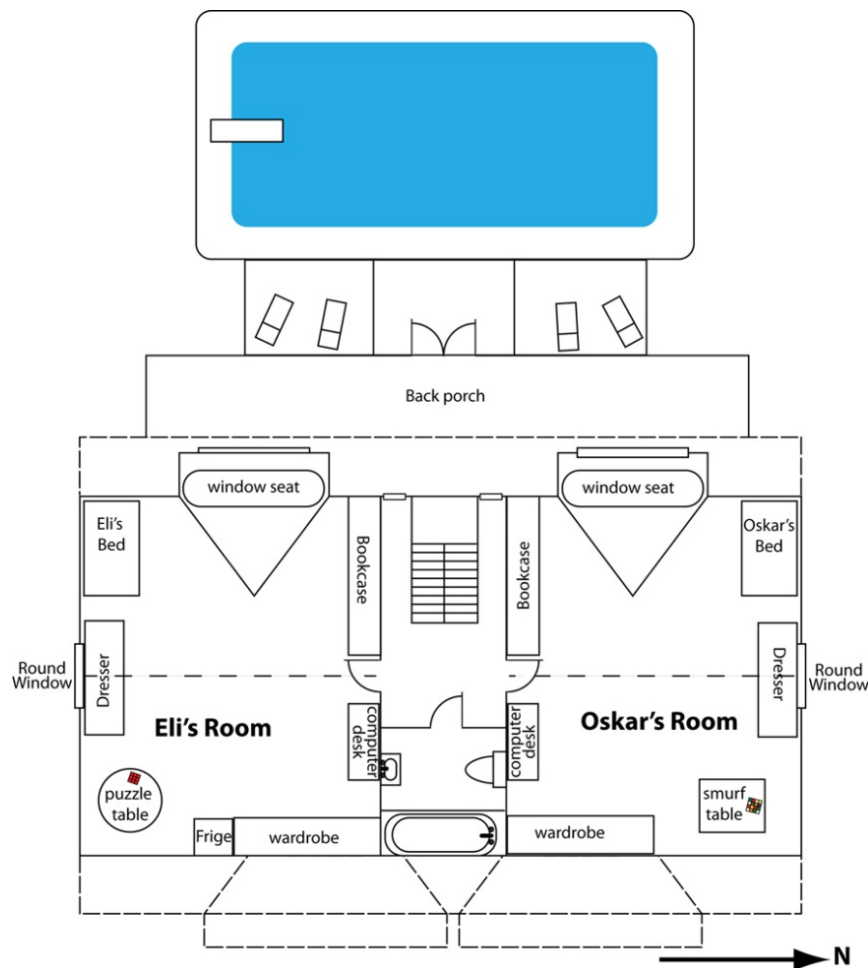 Back porch
window seat
window seat
Eli's
Bed
Oskar's
Bed
Bookcase
Bookcase
Round
Window
Dresser
Dresser
Round
Window
Eli's Room
Oskar's Room
computer
desk
computer
desk
puzzle
table
smurf
table
Frige
wardrobe
wardrobe
N